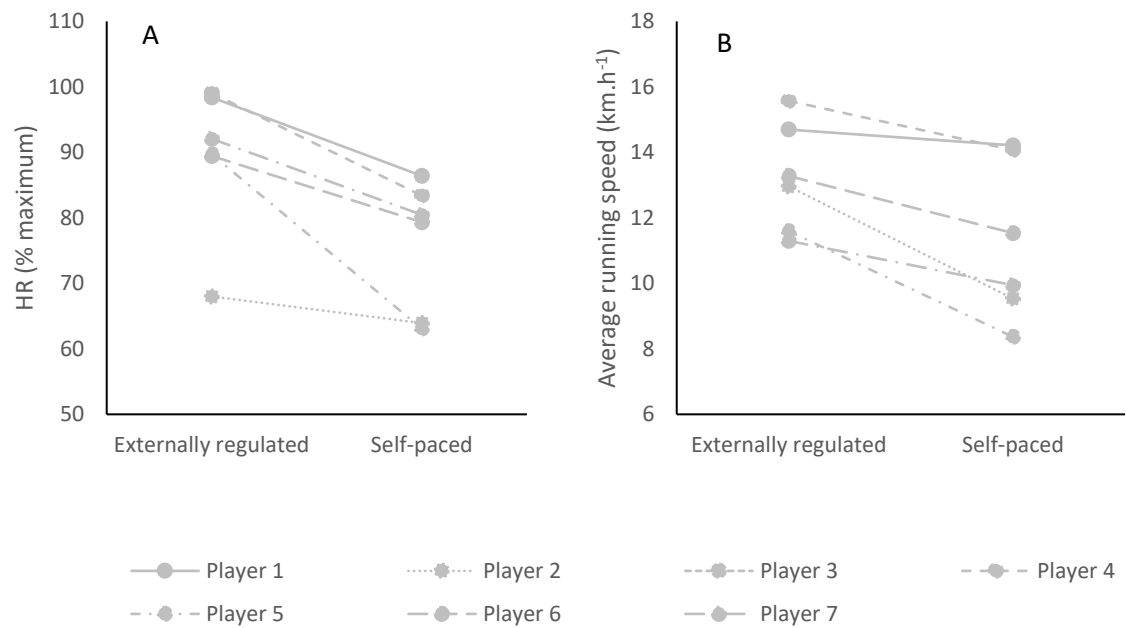 A
HR (% maximum)
110
100
90
80
70
60
50
Externally regulated
Self-paced
B
Average running speed (km.h-1)
18
16
14
12
10
8
6
Externally regulated
Self-paced
Player 1
Player 2
Player 3
Player 4
Player 5
Player 6
Player 7